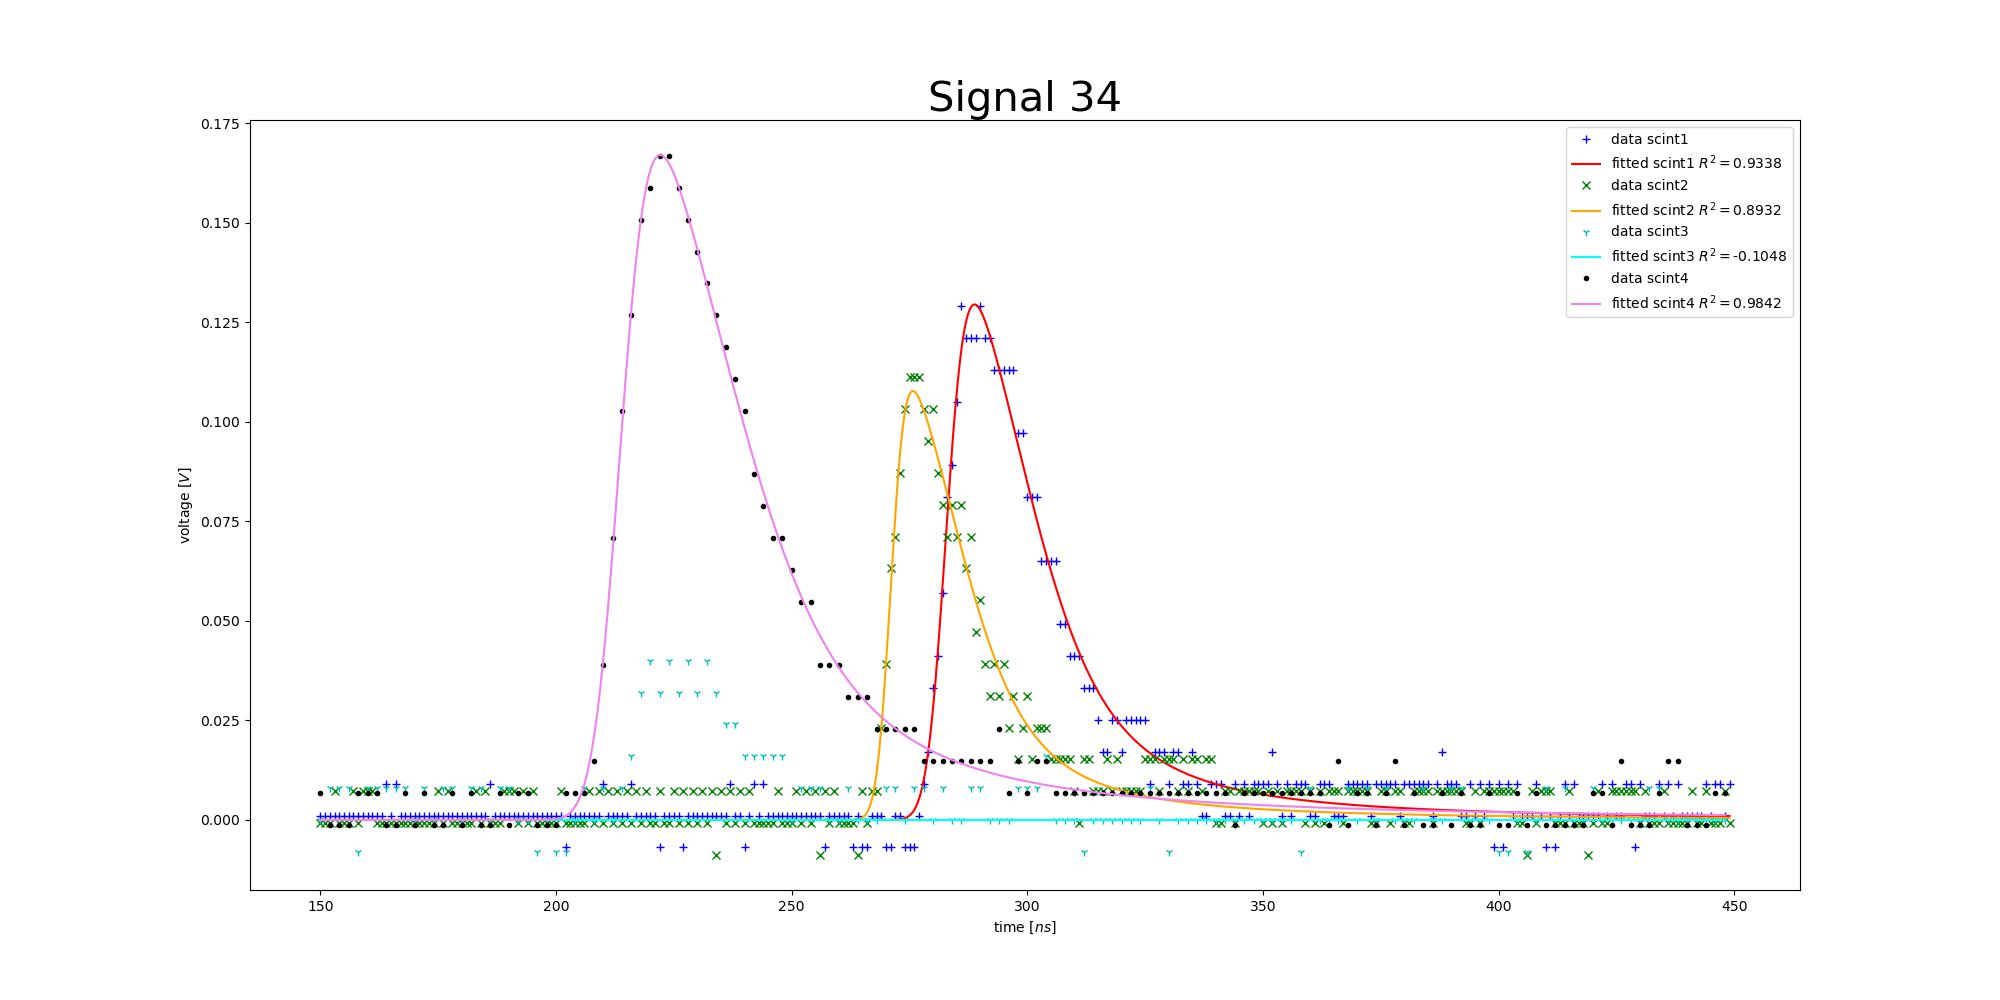 Signal 34
0.175
0.150
0.125
0.100
0.075
0.050
0.025
0.000
voltage [V]
150
200
250
300
350
400
450
time [ns]
data scint1
fitted scint1 R² = 0.9338
data scint2
fitted scint2 R² = 0.8932
data scint3
fitted scint3 R² = -0.1048
data scint4
fitted scint4 R² = 0.9842